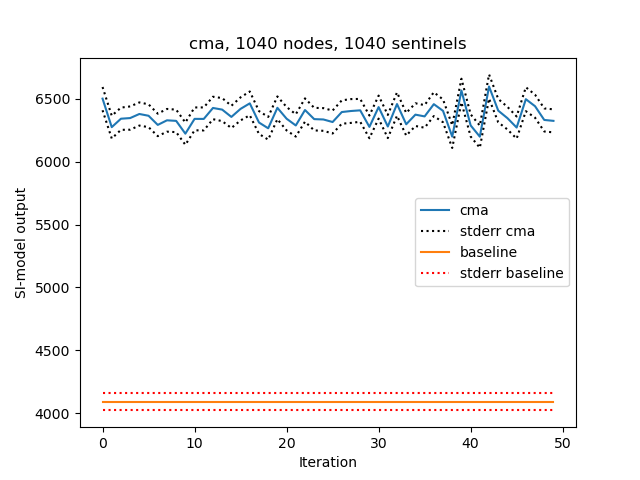 cma, 1040 nodes, 1040 sentinels
SI-model output
6500
6000
5500
5000
4500
4000
cma
stderr cma
baseline
stderr baseline
0 10 20 30 40 50
Iteration